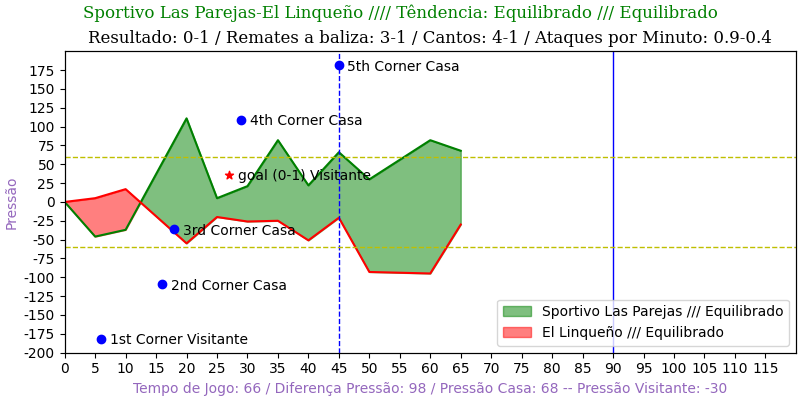 Sportivo Las Parejas-El Linqueño //// Têndencia: Equilibrado /// Equilibrado
Resultado: 0-1 / Remates a baliza: 3-1 / Cantos: 4-1 / Ataques por Minuto: 0.9-0.4
Pressão
175
150
125
100
75
50
25
0
-25
-50
-75
-100
-125
-150
-175
-200
5th Corner Casa
4th Corner Casa
goal (0-1) Visitante
3rd Corner Casa
2nd Corner Casa
1st Corner Visitante
Sportivo Las Parejas /// Equilibrado
El Linqueño /// Equilibrado
0 5 10 15 20 25 30 35 40 45 50 55 60 65 70 75 80 85 90 95 100 105 110 115
Tempo de Jogo: 66 / Diferença Pressão: 98 / Pressão Casa: 68 -- Pressão Visitante: -30